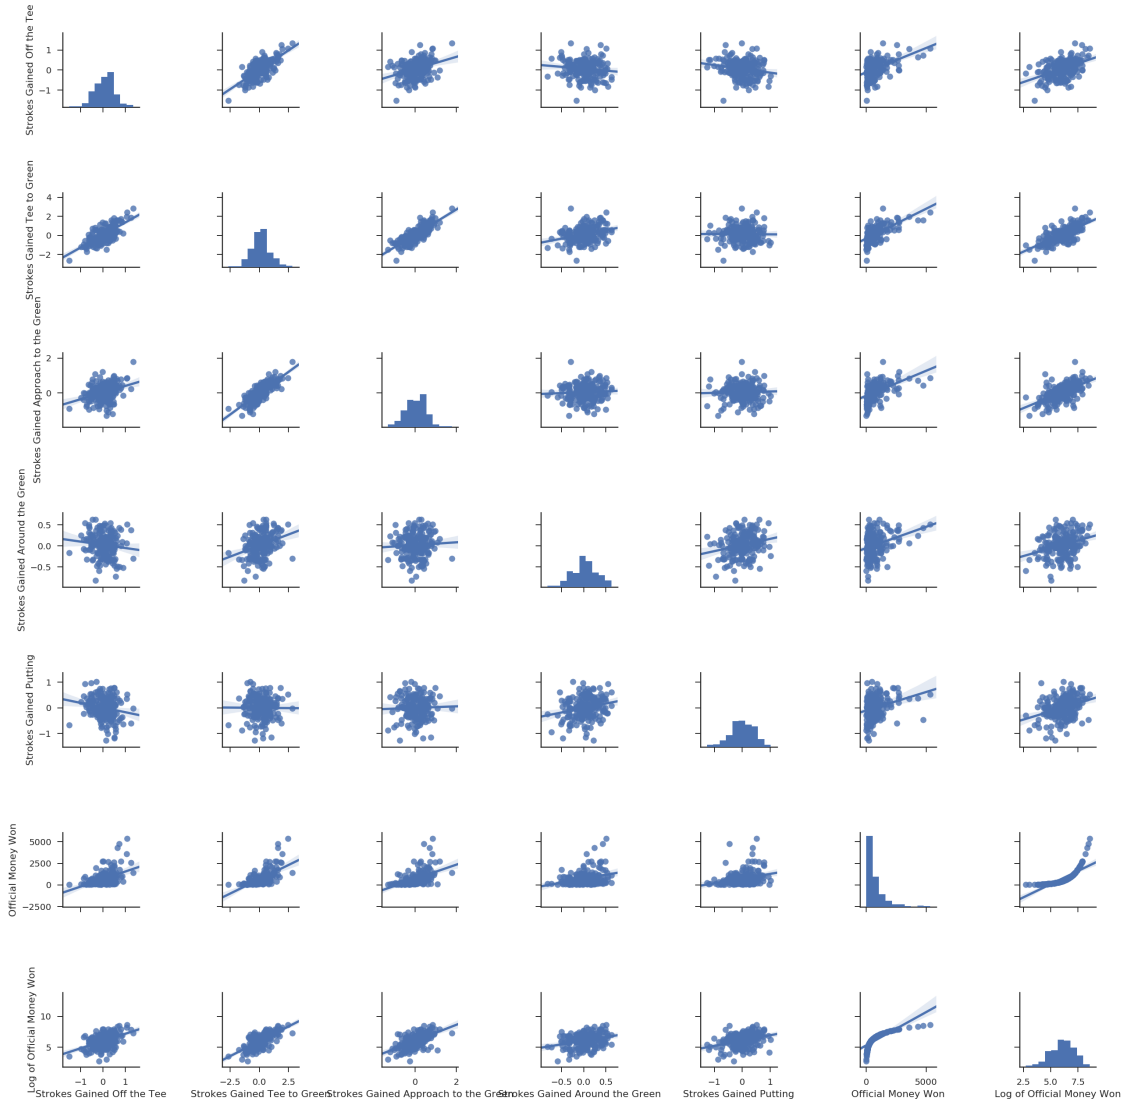 Strokes Gained Off the Tee
1
0
−1
Strokes Gained Tee to Green
4
2
0
−2
Strokes Gained Approach to the Green
2
0
Strokes Gained Around the Green
0.5
0.0
−0.5
Strokes Gained Putting
1
0
−1
Official Money Won
5000
2500
0
−2500
Log of Official Money Won
10
5
−1 0 1
−2.5 0.0 2.5
0 2
−0.5 0.0 0.5
−1 0 1
0 5000
2.5 5.0 7.5
Strokes Gained Off the Tee
Strokes Gained Tee to Green
Strokes Gained Approach to the Green
Strokes Gained Around the Green
Strokes Gained Putting
Official Money Won
Log of Official Money Won